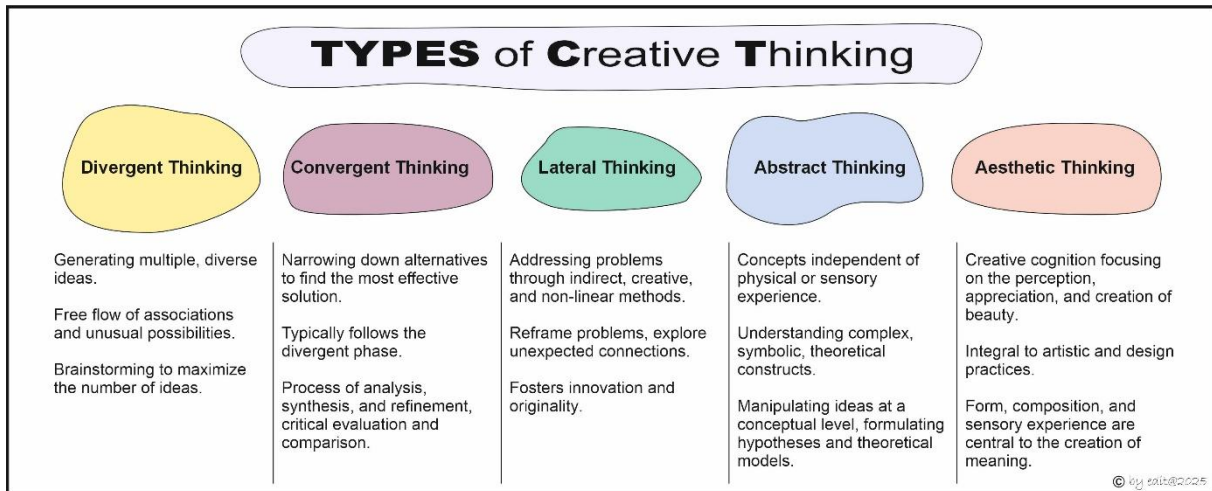 TYPES of Creative Thinking
Divergent Thinking
Generating multiple, diverse
ideas.
Free flow of associations
and unusual possibilities.
Brainstorming to maximize
the number of ideas.
Convergent Thinking
Narrowing down alternatives
to find the most effective
solution.
Typically follows the
divergent phase.
Process of analysis,
synthesis, and refinement,
critical evaluation and
comparison.
Lateral Thinking
Addressing problems
through indirect, creative,
and non-linear methods.
Reframe problems, explore
unexpected connections.
Fosters innovation and
originality.
Abstract Thinking
Concepts independent of
physical or sensory
experience.
Understanding complex,
symbolic, theoretical
constructs.
Manipulating ideas at a
conceptual level, formulating
hypotheses and theoretical
models.
Aesthetic Thinking
Creative cognition focusing
on the perception,
appreciation, and creation of
beauty.
Integral to artistic and design
practices.
Form, composition, and
sensory experience are
central to the creation of
meaning.
© by edit@2025